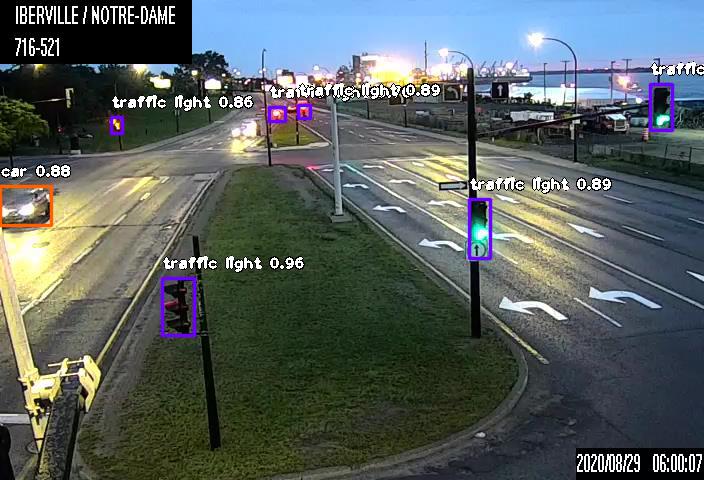 IBERVILLE / NOTRE-DAME
716-521
traffic
traffic light 0.86
traffic light 0.89
car 0.88
traffic light 0.89
traffic light 0.96
2020/08/29 06:00:07